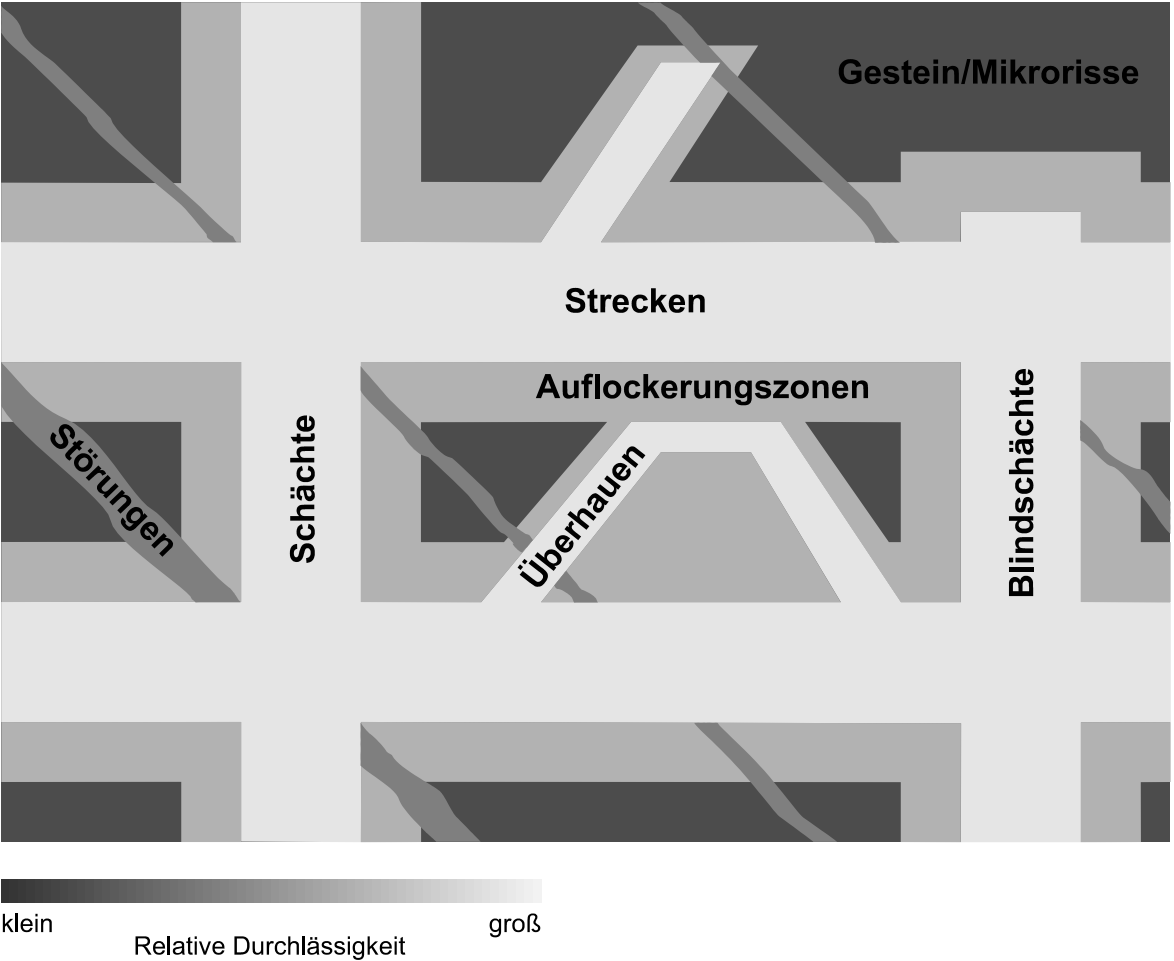 Gestein/Mikrorisse
Strecken
Auflockerungszonen
Störungen
Schächte
Überhauen
Blindschächte
klein
groß
Relative Durchlässigkeit